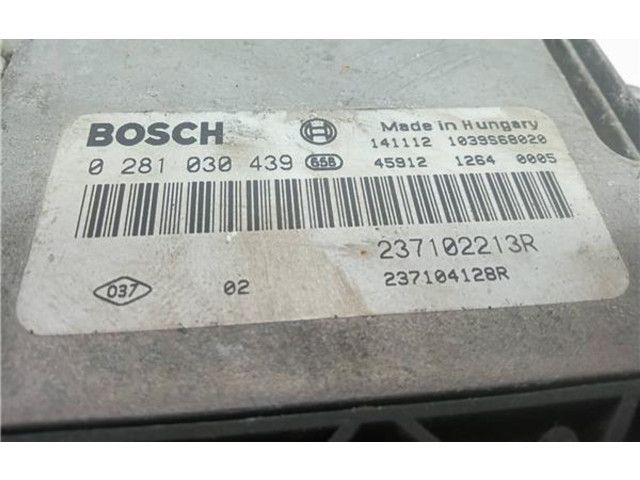 BOSCH
Made in Hungary
141112 1039S68020
0 281 030 439 658
45912 1264 0005
237102213R
237104128R
037 02